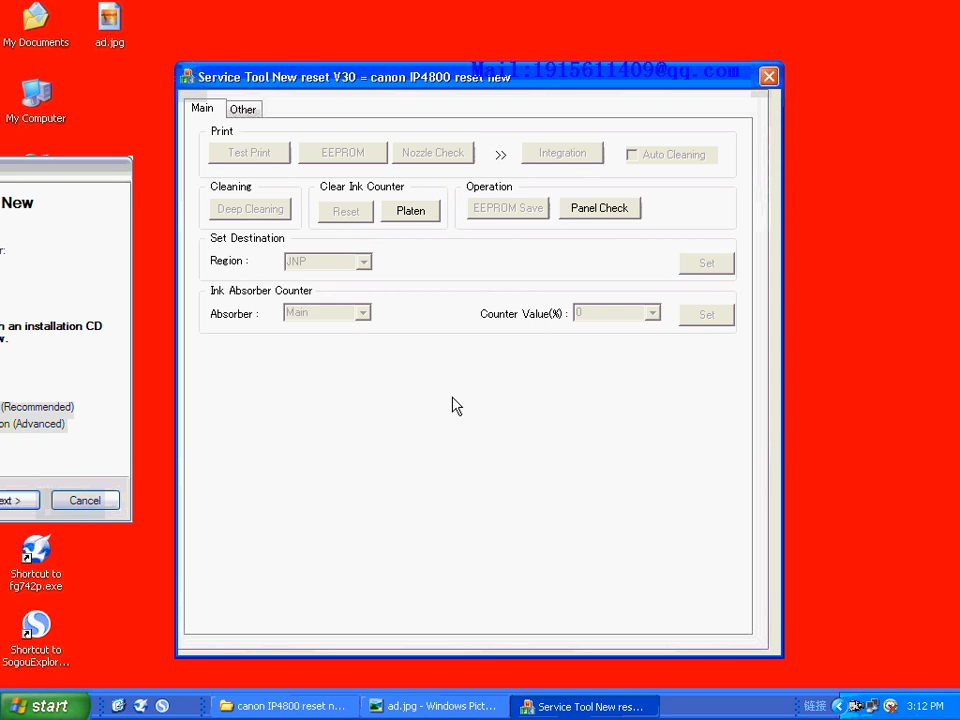 My Documents
ad.jpg
My Computer
Mail:1915611409@qq.com
Service Tool New reset V30 = canon IP4800 reset new
Main
Other
Print
Test Print
EEPROM
Nozzle Check
>>
Integration
Auto Cleaning
Cleaning
Deep Cleaning
Clear Ink Counter
Reset
Platen
Operation
EEPROM Save
Panel Check
Set Destination
Region :
JNP
Set
Ink Absorber Counter
Absorber :
Main
Counter Value(%) :
0
Set
New
r:
n an installation CD
w.
(Recommended)
on (Advanced)
ext >
Cancel
Shortcut to
fg742p.exe
Shortcut to
SogouExplor...
start
canon IP4800 reset n...
ad.jpg - Windows Pict...
Service Tool New res...
链接
3:12 PM